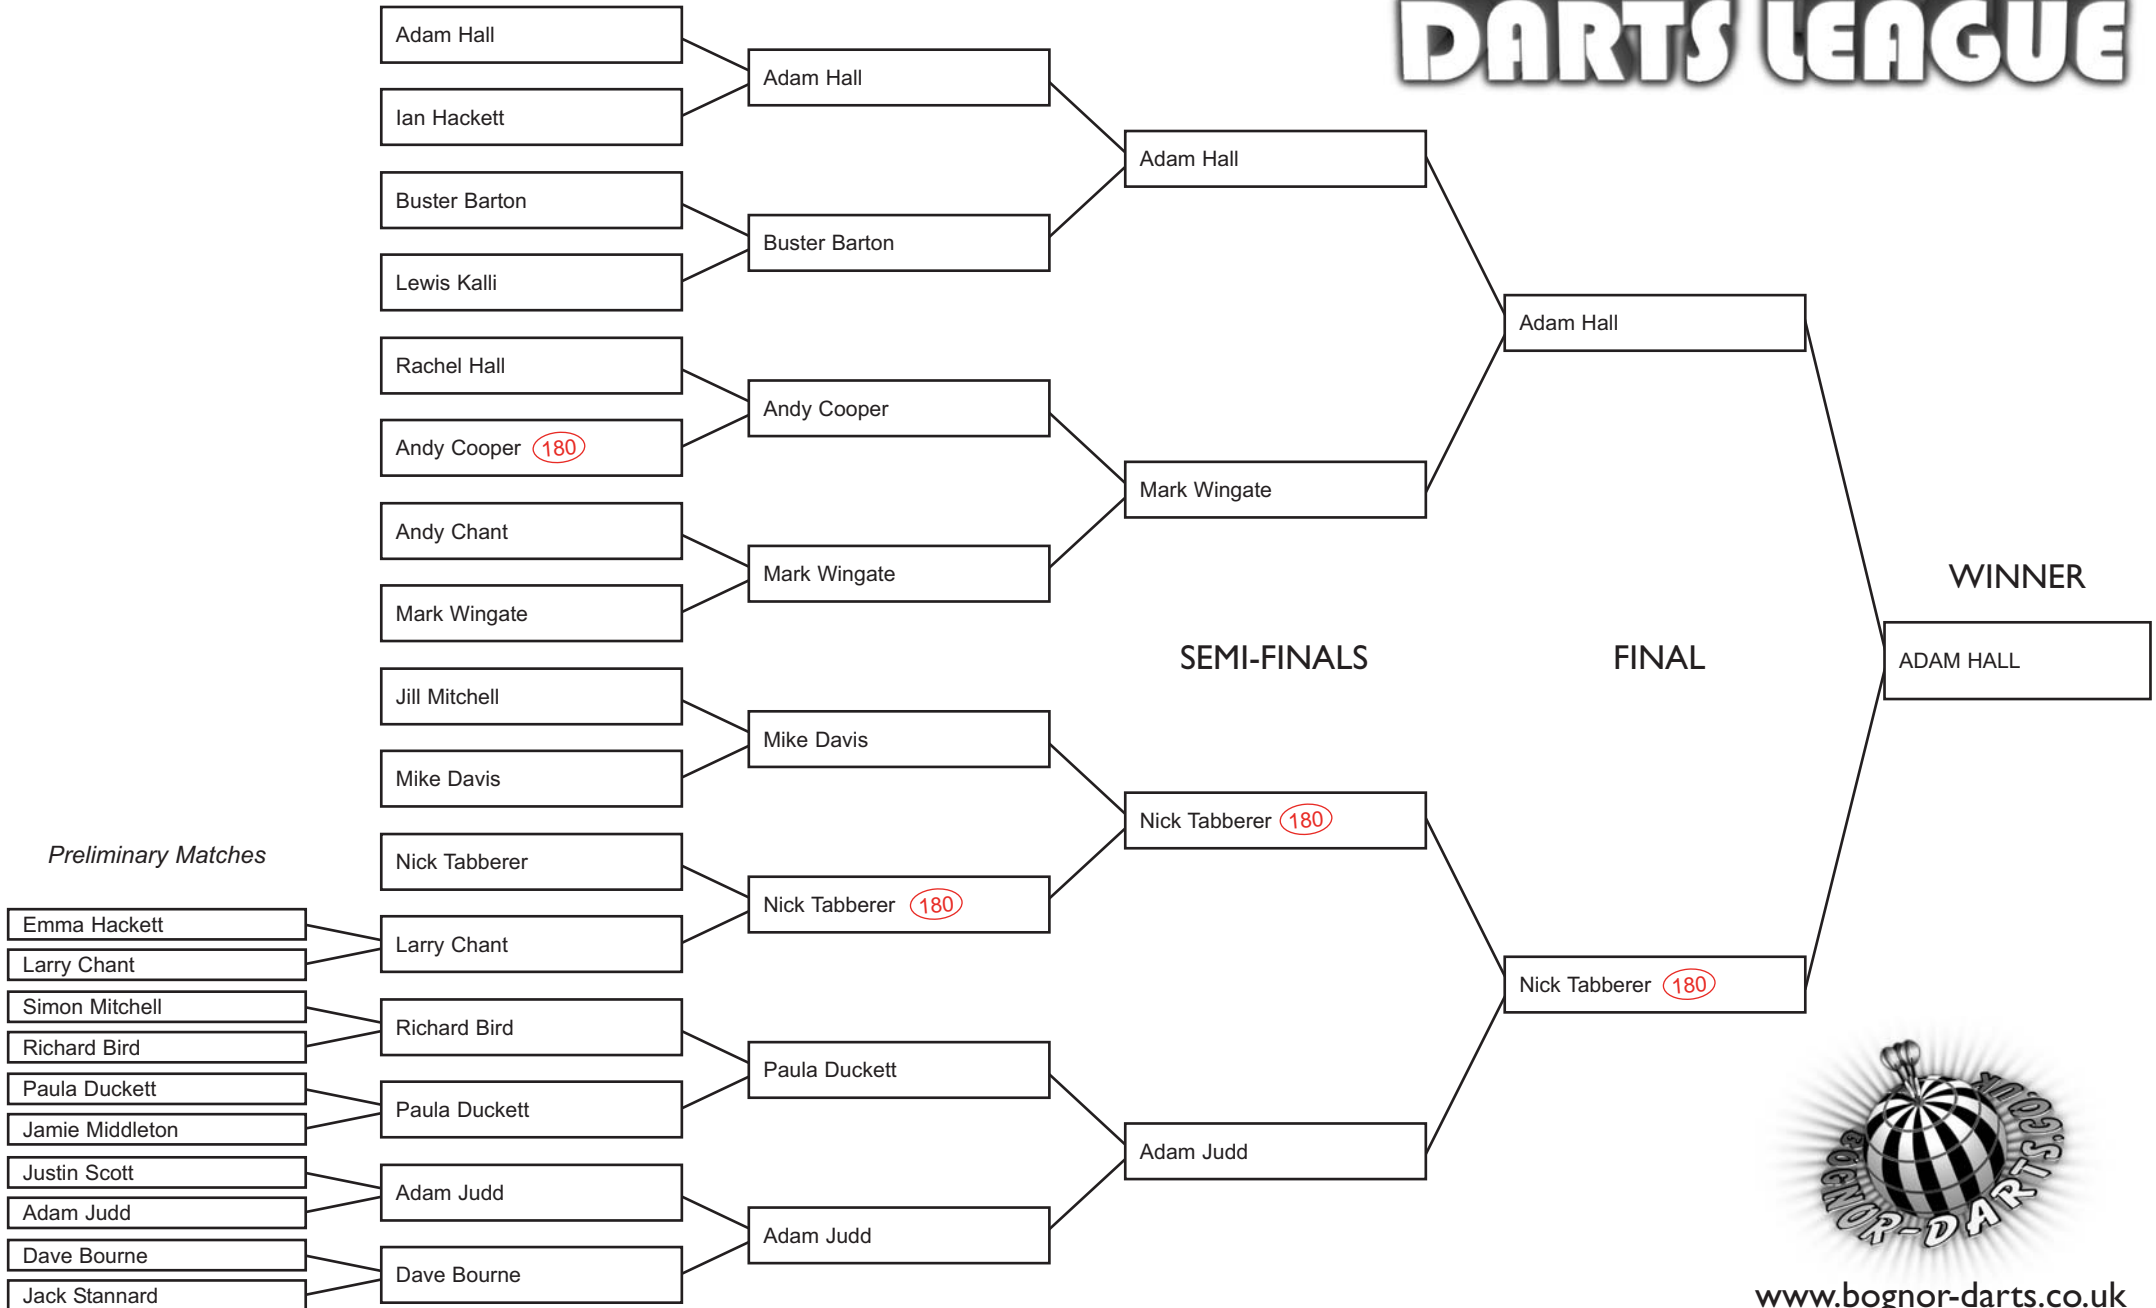 DARTS LEAGUE
Adam Hall
Ian Hackett
Buster Barton
Lewis Kalli
Rachel Hall
Andy Cooper 180
Andy Chant
Mark Wingate
Jill Mitchell
Mike Davis
Nick Tabberer
Larry Chant
Richard Bird
Paula Duckett
Adam Judd
Dave Bourne
Preliminary Matches
Emma Hackett
Larry Chant
Simon Mitchell
Richard Bird
Paula Duckett
Jamie Middleton
Justin Scott
Adam Judd
Dave Bourne
Jack Stannard
Adam Hall
Buster Barton
Andy Cooper
Mark Wingate
Mike Davis
Nick Tabberer 180
Paula Duckett
Adam Judd
Adam Hall
Mark Wingate
SEMI-FINALS
Nick Tabberer 180
Adam Judd
Adam Hall
FINAL
Nick Tabberer 180
WINNER
ADAM HALL
BOGNOR-DARTS.CO.UK
www.bognor-darts.co.uk